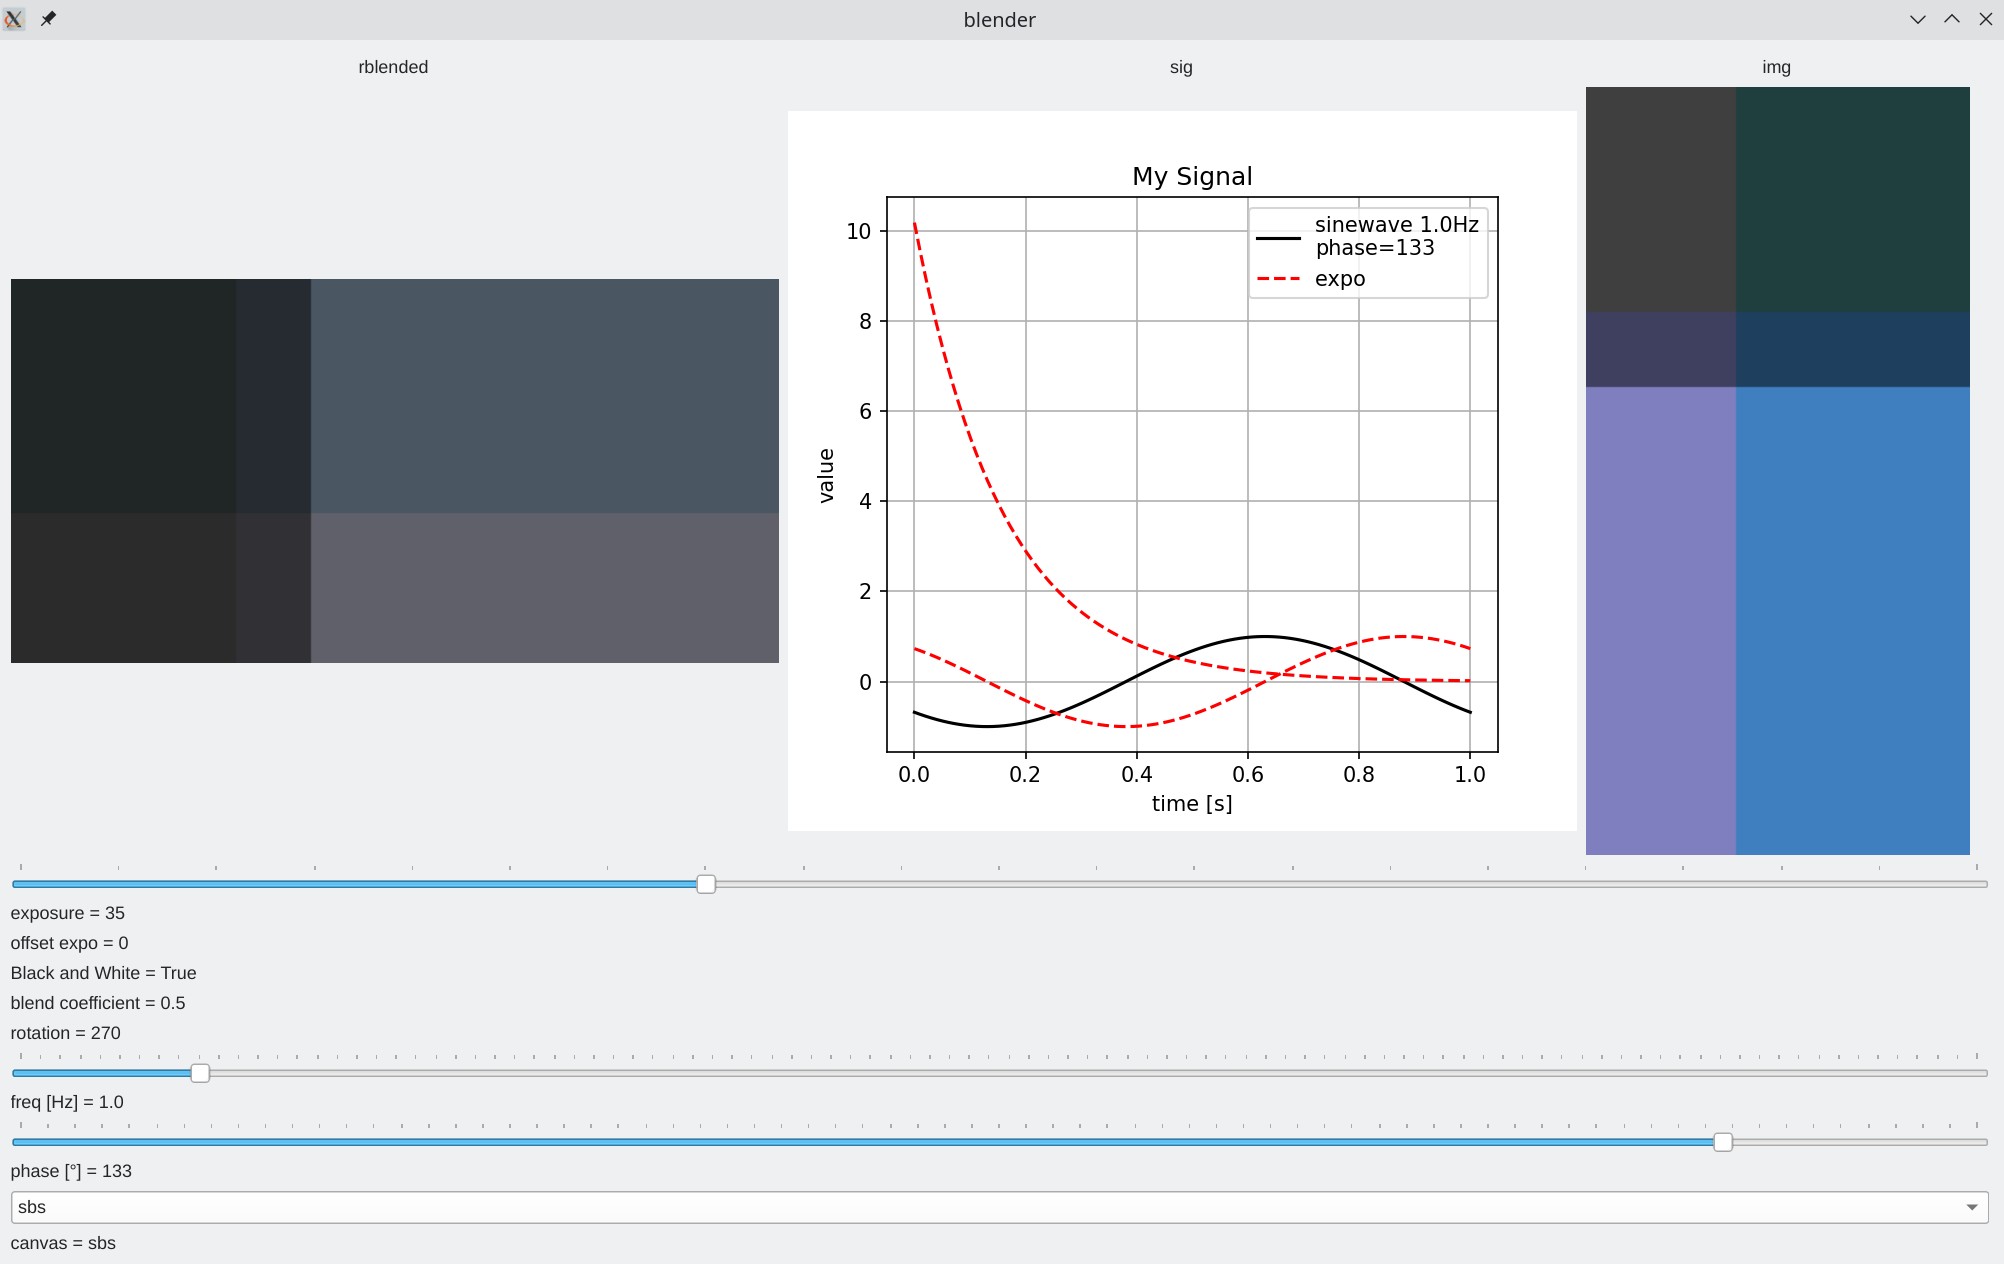 blender
rblended
sig
img
My Signal
sinewave 1.0Hz
phase=133
expo
10
8
6
4
2
0
value
0.0 0.2 0.4 0.6 0.8 1.0
time [s]
exposure = 35
offset expo = 0
Black and White = True
blend coefficient = 0.5
rotation = 270
freq [Hz] = 1.0
phase [°] = 133
sbs
canvas = sbs